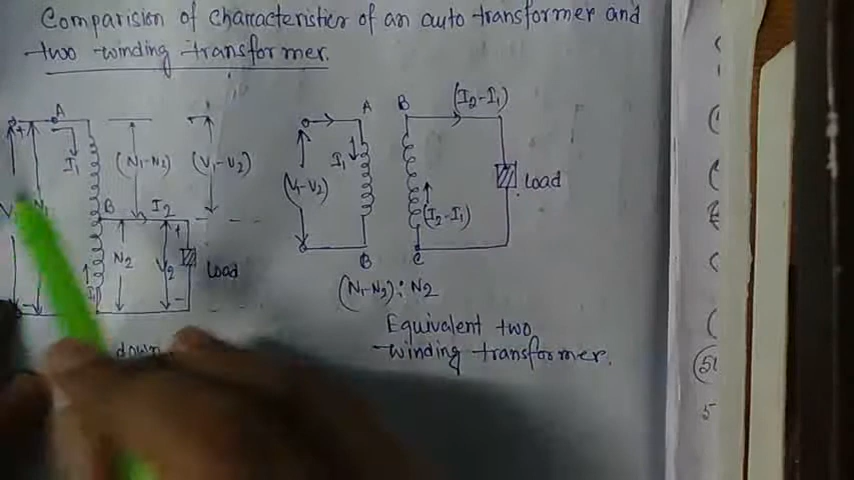 Comparision of characteristics of an auto transformer and
two winding transformer.
A
I1
(N1-N2)
(V1-V2)
B I2
N2
V2
Load
down
(V1-V2)
I1
A
B
B
(I2-I1)
(I2-I1)
C
Load
(N1-N2): N2
Equivalent two
winding transformer.